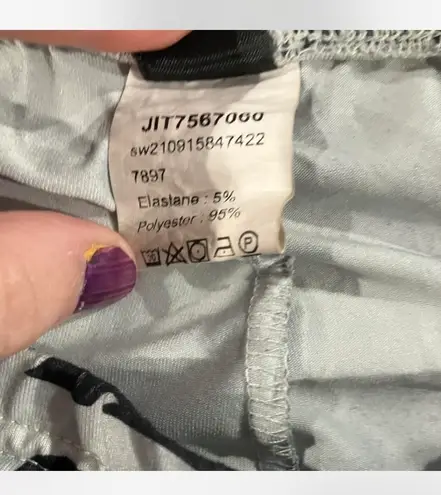 JIT7567060
sw210915847422
7897
Elastane : 5%
Polyester : 95%